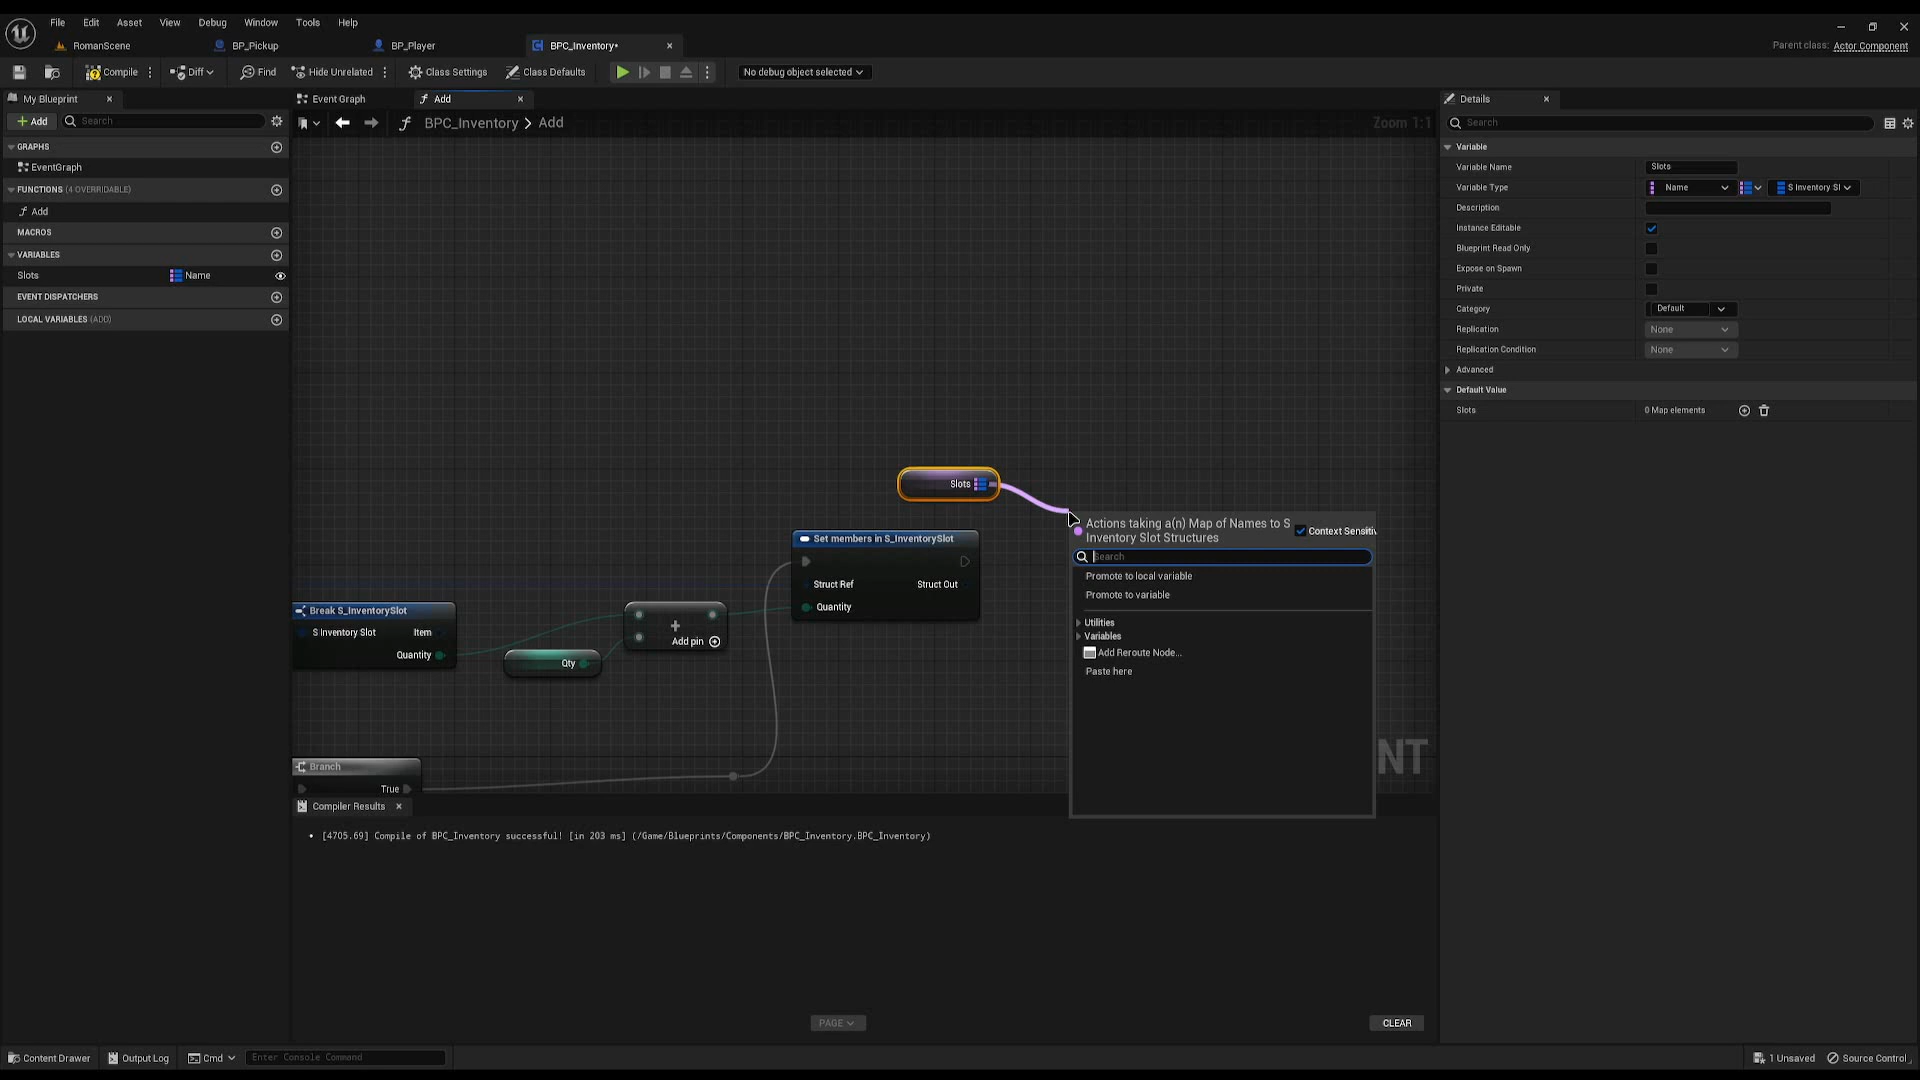 File Edit Asset View Debug Window Tools Help
RomanScene BP_Pickup BP_Player BPC_Inventory•
Parent class: Actor Component
Compile Diff Find Hide Unrelated Class Settings Class Defaults No debug object selected
My Blueprint
Event Graph Add
Details
Add Search
BPC_Inventory > Add
Zoom 1:1
Search
GRAPHS
EventGraph
FUNCTIONS (4 OVERRIDABLE)
Add
MACROS
VARIABLES
Slots Name
EVENT DISPATCHERS
LOCAL VARIABLES (ADD)
Variable
Variable Name Slots
Variable Type Name S Inventory Sl
Description
Instance Editable
Blueprint Read Only
Expose on Spawn
Private
Category Default
Replication None
Replication Condition None
Advanced
Default Value
Slots 0 Map elements
Slots
Set members in S_InventorySlot
Struct Ref Struct Out
Quantity
Break S_InventorySlot
S Inventory Slot Item
Quantity
Add pin
Qty
Branch
True
Actions taking a(n) Map of Names to S
Inventory Slot Structures
Context Sensitiv
Search
Promote to local variable
Promote to variable
Utilities
Variables
Add Reroute Node...
Paste here
NT
Compiler Results
• [4705.69] Compile of BPC_Inventory successful! [in 203 ms] (/Game/Blueprints/Components/BPC_Inventory.BPC_Inventory)
PAGE
CLEAR
Content Drawer Output Log Cmd Enter Console Command
1 Unsaved Source Control